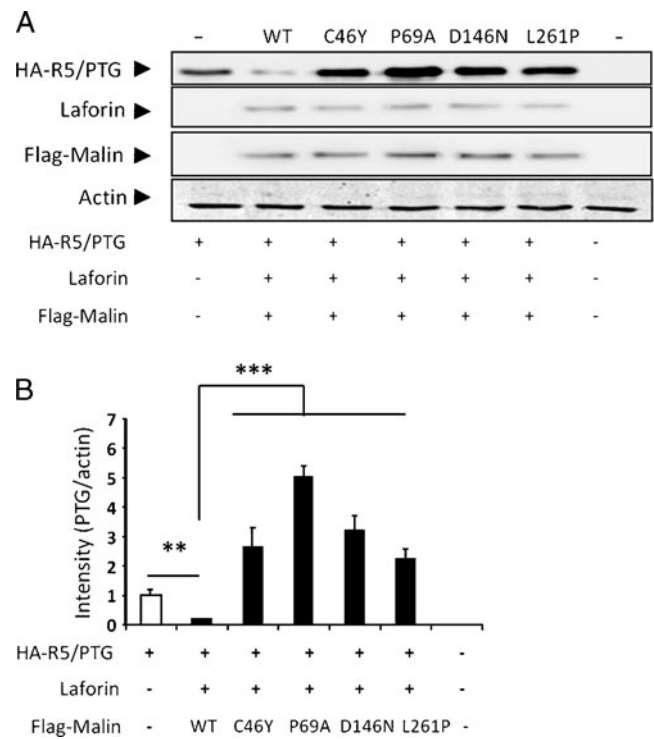 A
– WT C46Y P69A D146N L261P -
HA-R5/PTG
Laforin
Flag-Malin
Actin
HA-R5/PTG + + + + + + -
Laforin - + + + + + -
Flag-Malin - + + + + + -
B
***
**
Intensity (PTG/actin)
7
6
5
4
3
2
1
0
HA-R5/PTG + + + + + + -
Laforin - + + + + + -
Flag-Malin - WT C46Y P69A D146N L261P -